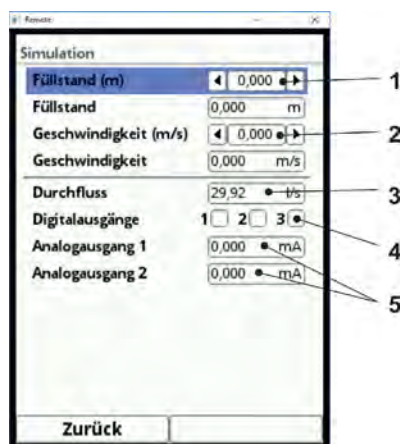 Remote
Simulation
Füllstand (m) 0,000 1
Füllstand 0,000 m
Geschwindigkeit (m/s) 0,000 2
Geschwindigkeit 0,000 m/s
Durchfluss 29,92 l/s 3
Digitalausgänge 1 2 3 4
Analogausgang 1 0,000 mA
Analogausgang 2 0,000 mA 5
Zurück